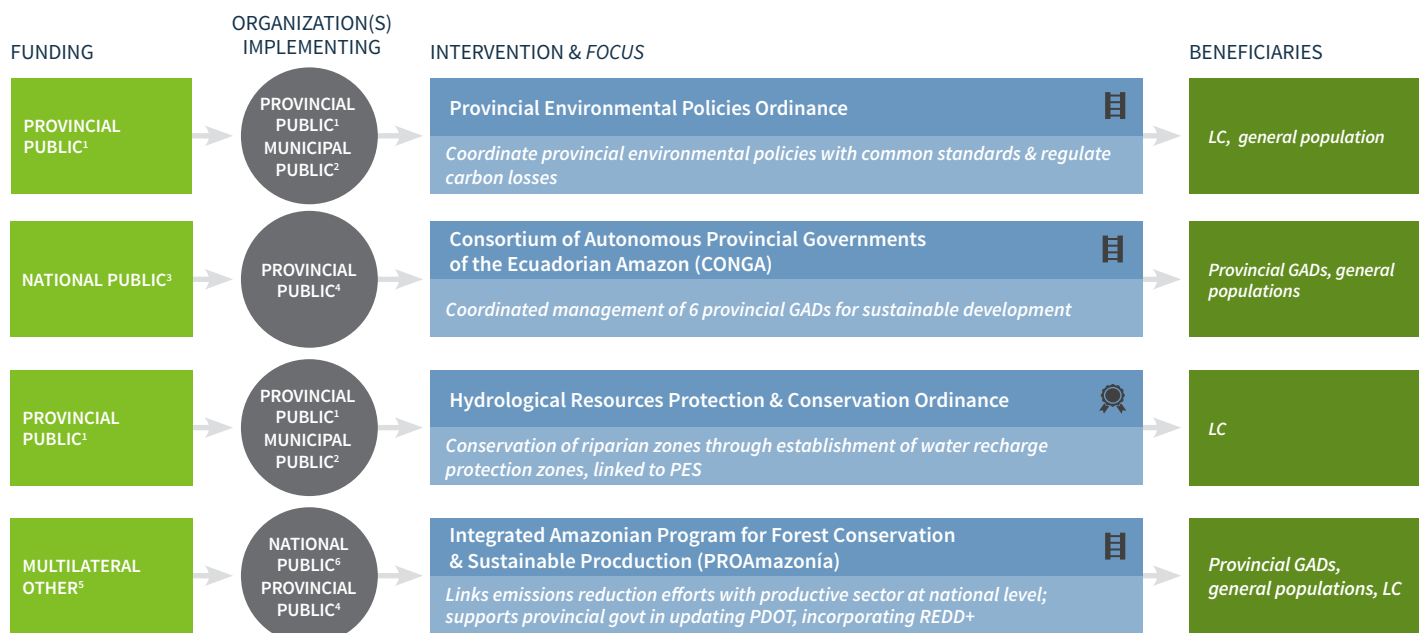 FUNDING
ORGANIZATION(S)
IMPLEMENTING
INTERVENTION & FOCUS
BENEFICIARIES
PROVINCIAL
PUBLIC¹
PROVINCIAL
PUBLIC¹
MUNICIPAL
PUBLIC²
Provincial Environmental Policies Ordinance
Coordinate provincial environmental policies with common standards & regulate
carbon losses
LC, general population
NATIONAL PUBLIC³
PROVINCIAL
PUBLIC⁴
Consortium of Autonomous Provincial Governments
of the Ecuadorian Amazon (CONGA)
Coordinated management of 6 provincial GADs for sustainable development
Provincial GADs, general
populations
PROVINCIAL
PUBLIC¹
PROVINCIAL
PUBLIC¹
MUNICIPAL
PUBLIC²
Hydrological Resources Protection & Conservation Ordinance
Conservation of riparian zones through establishment of water recharge
protection zones, linked to PES
LC
MULTILATERAL
OTHER⁵
NATIONAL
PUBLIC⁶
PROVINCIAL
PUBLIC⁴
Integrated Amazonian Program for Forest Conservation
& Sustainable Procduction (PROAmazonía)
Links emissions reduction efforts with productive sector at national level;
supports provincial govt in updating PDOT, incorporating REDD+
Provincial GADs,
general populations, LC